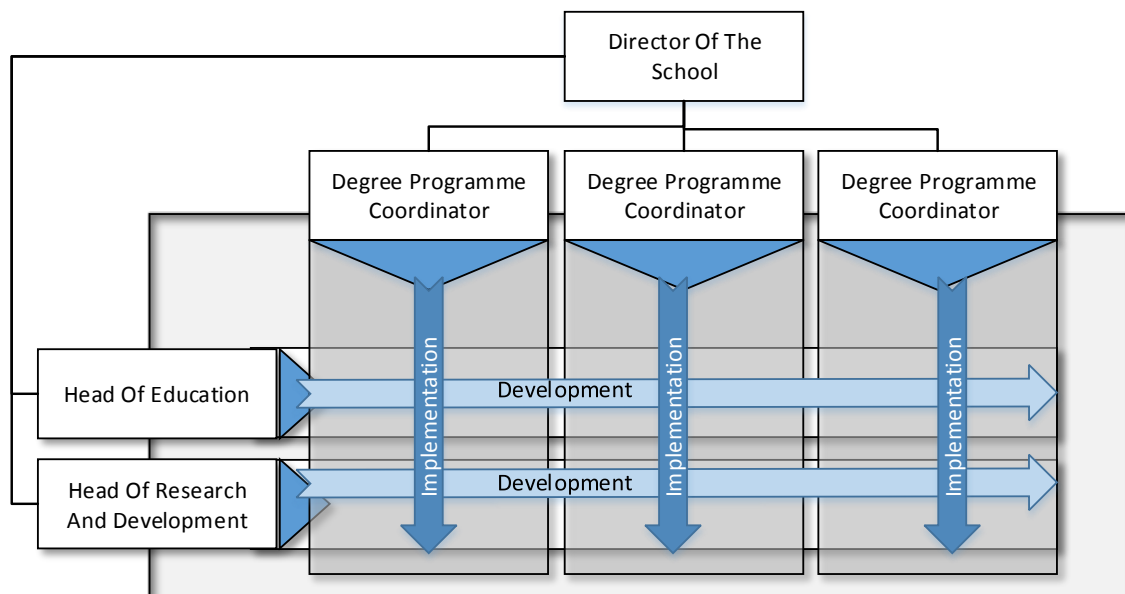 Director Of The
School
Degree Programme
Coordinator
Degree Programme
Coordinator
Degree Programme
Coordinator
Head Of Education
Development
Head Of Research
And Development
Development
Implementation
Implementation
Implementation